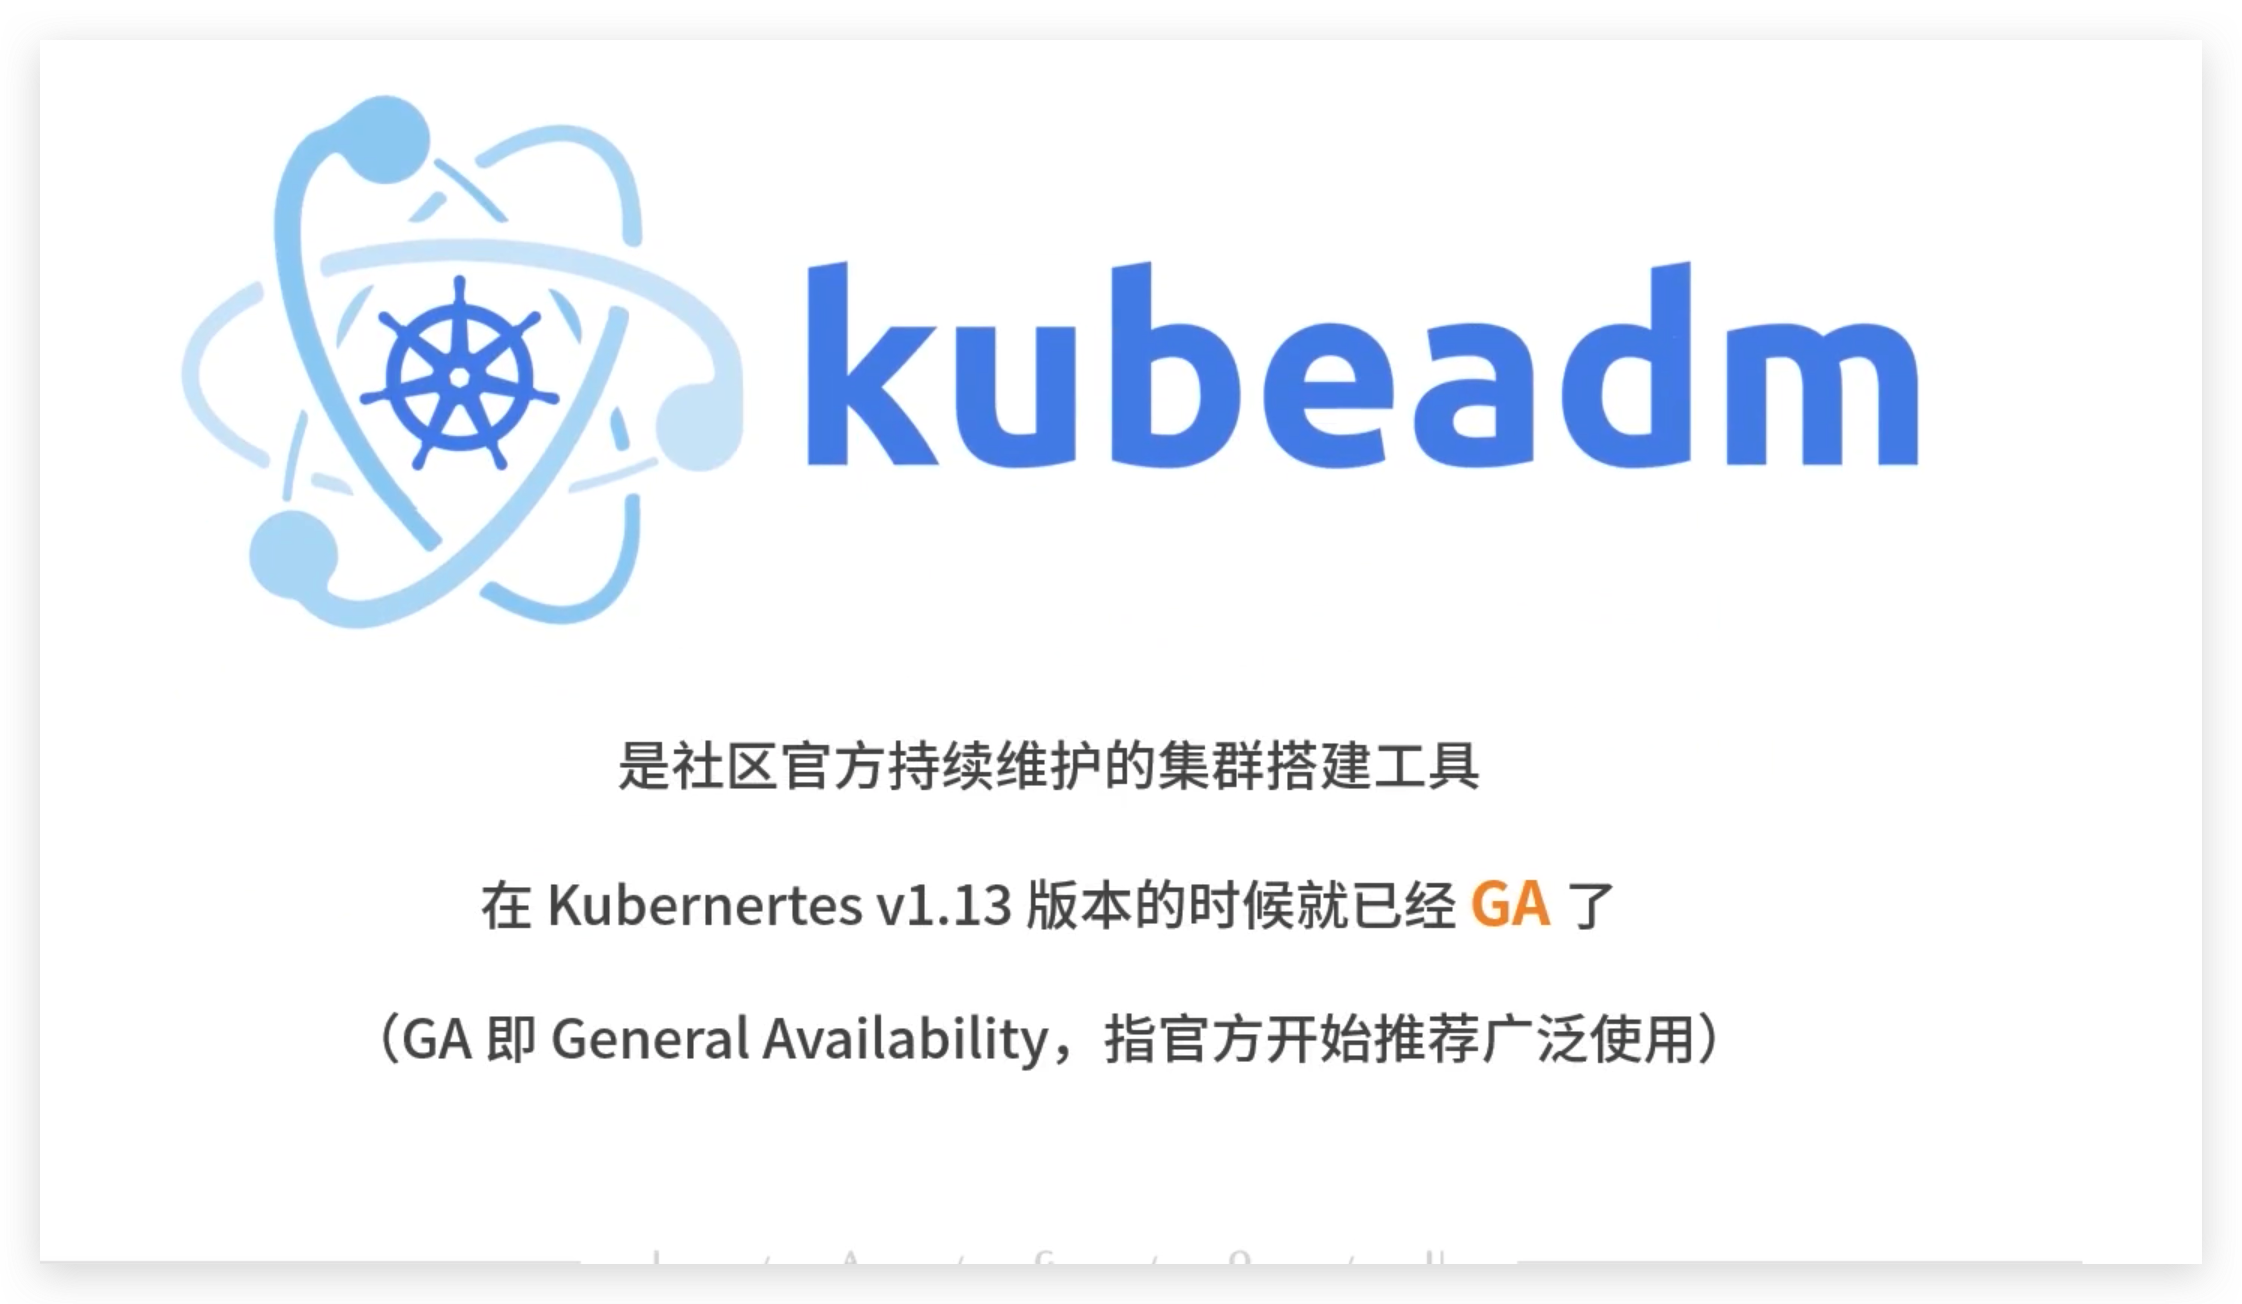 kubeadm
是社区官方持续维护的集群搭建工具
在 Kubernertes v1.13 版本的时候就已经 GA 了
（GA 即 General Availability，指官方开始推荐广泛使用）